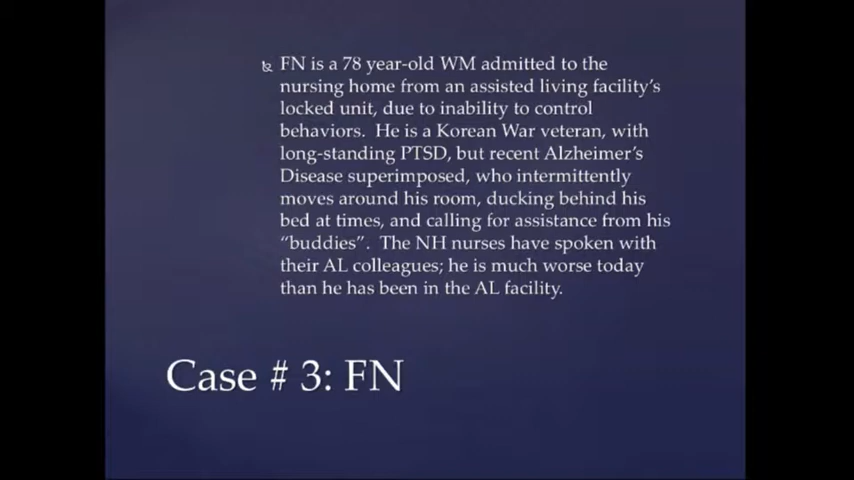 FN is a 78 year-old WM admitted to the
nursing home from an assisted living facility's
locked unit, due to inability to control
behaviors.  He is a Korean War veteran, with
long-standing PTSD, but recent Alzheimer's
Disease superimposed, who intermittently
moves around his room, ducking behind his
bed at times, and calling for assistance from his
"buddies".  The NH nurses have spoken with
their AL colleagues; he is much worse today
than he has been in the AL facility.
Case # 3: FN